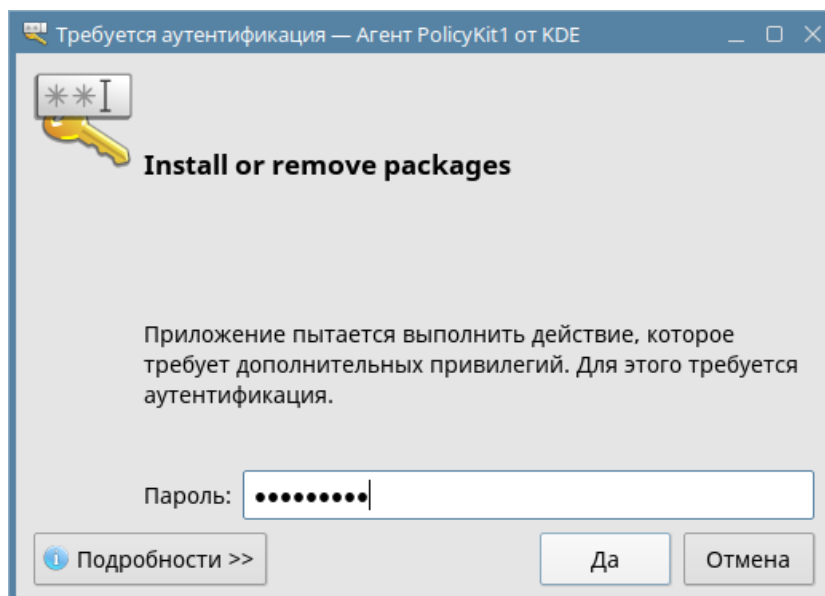 Требуется аутентификация — Агент PolicyKit1 от KDE
Install or remove packages
Приложение пытается выполнить действие, которое
требует дополнительных привилегий. Для этого требуется
аутентификация.
Пароль: ●●●●●●●●●
Подробности >> Да Отмена